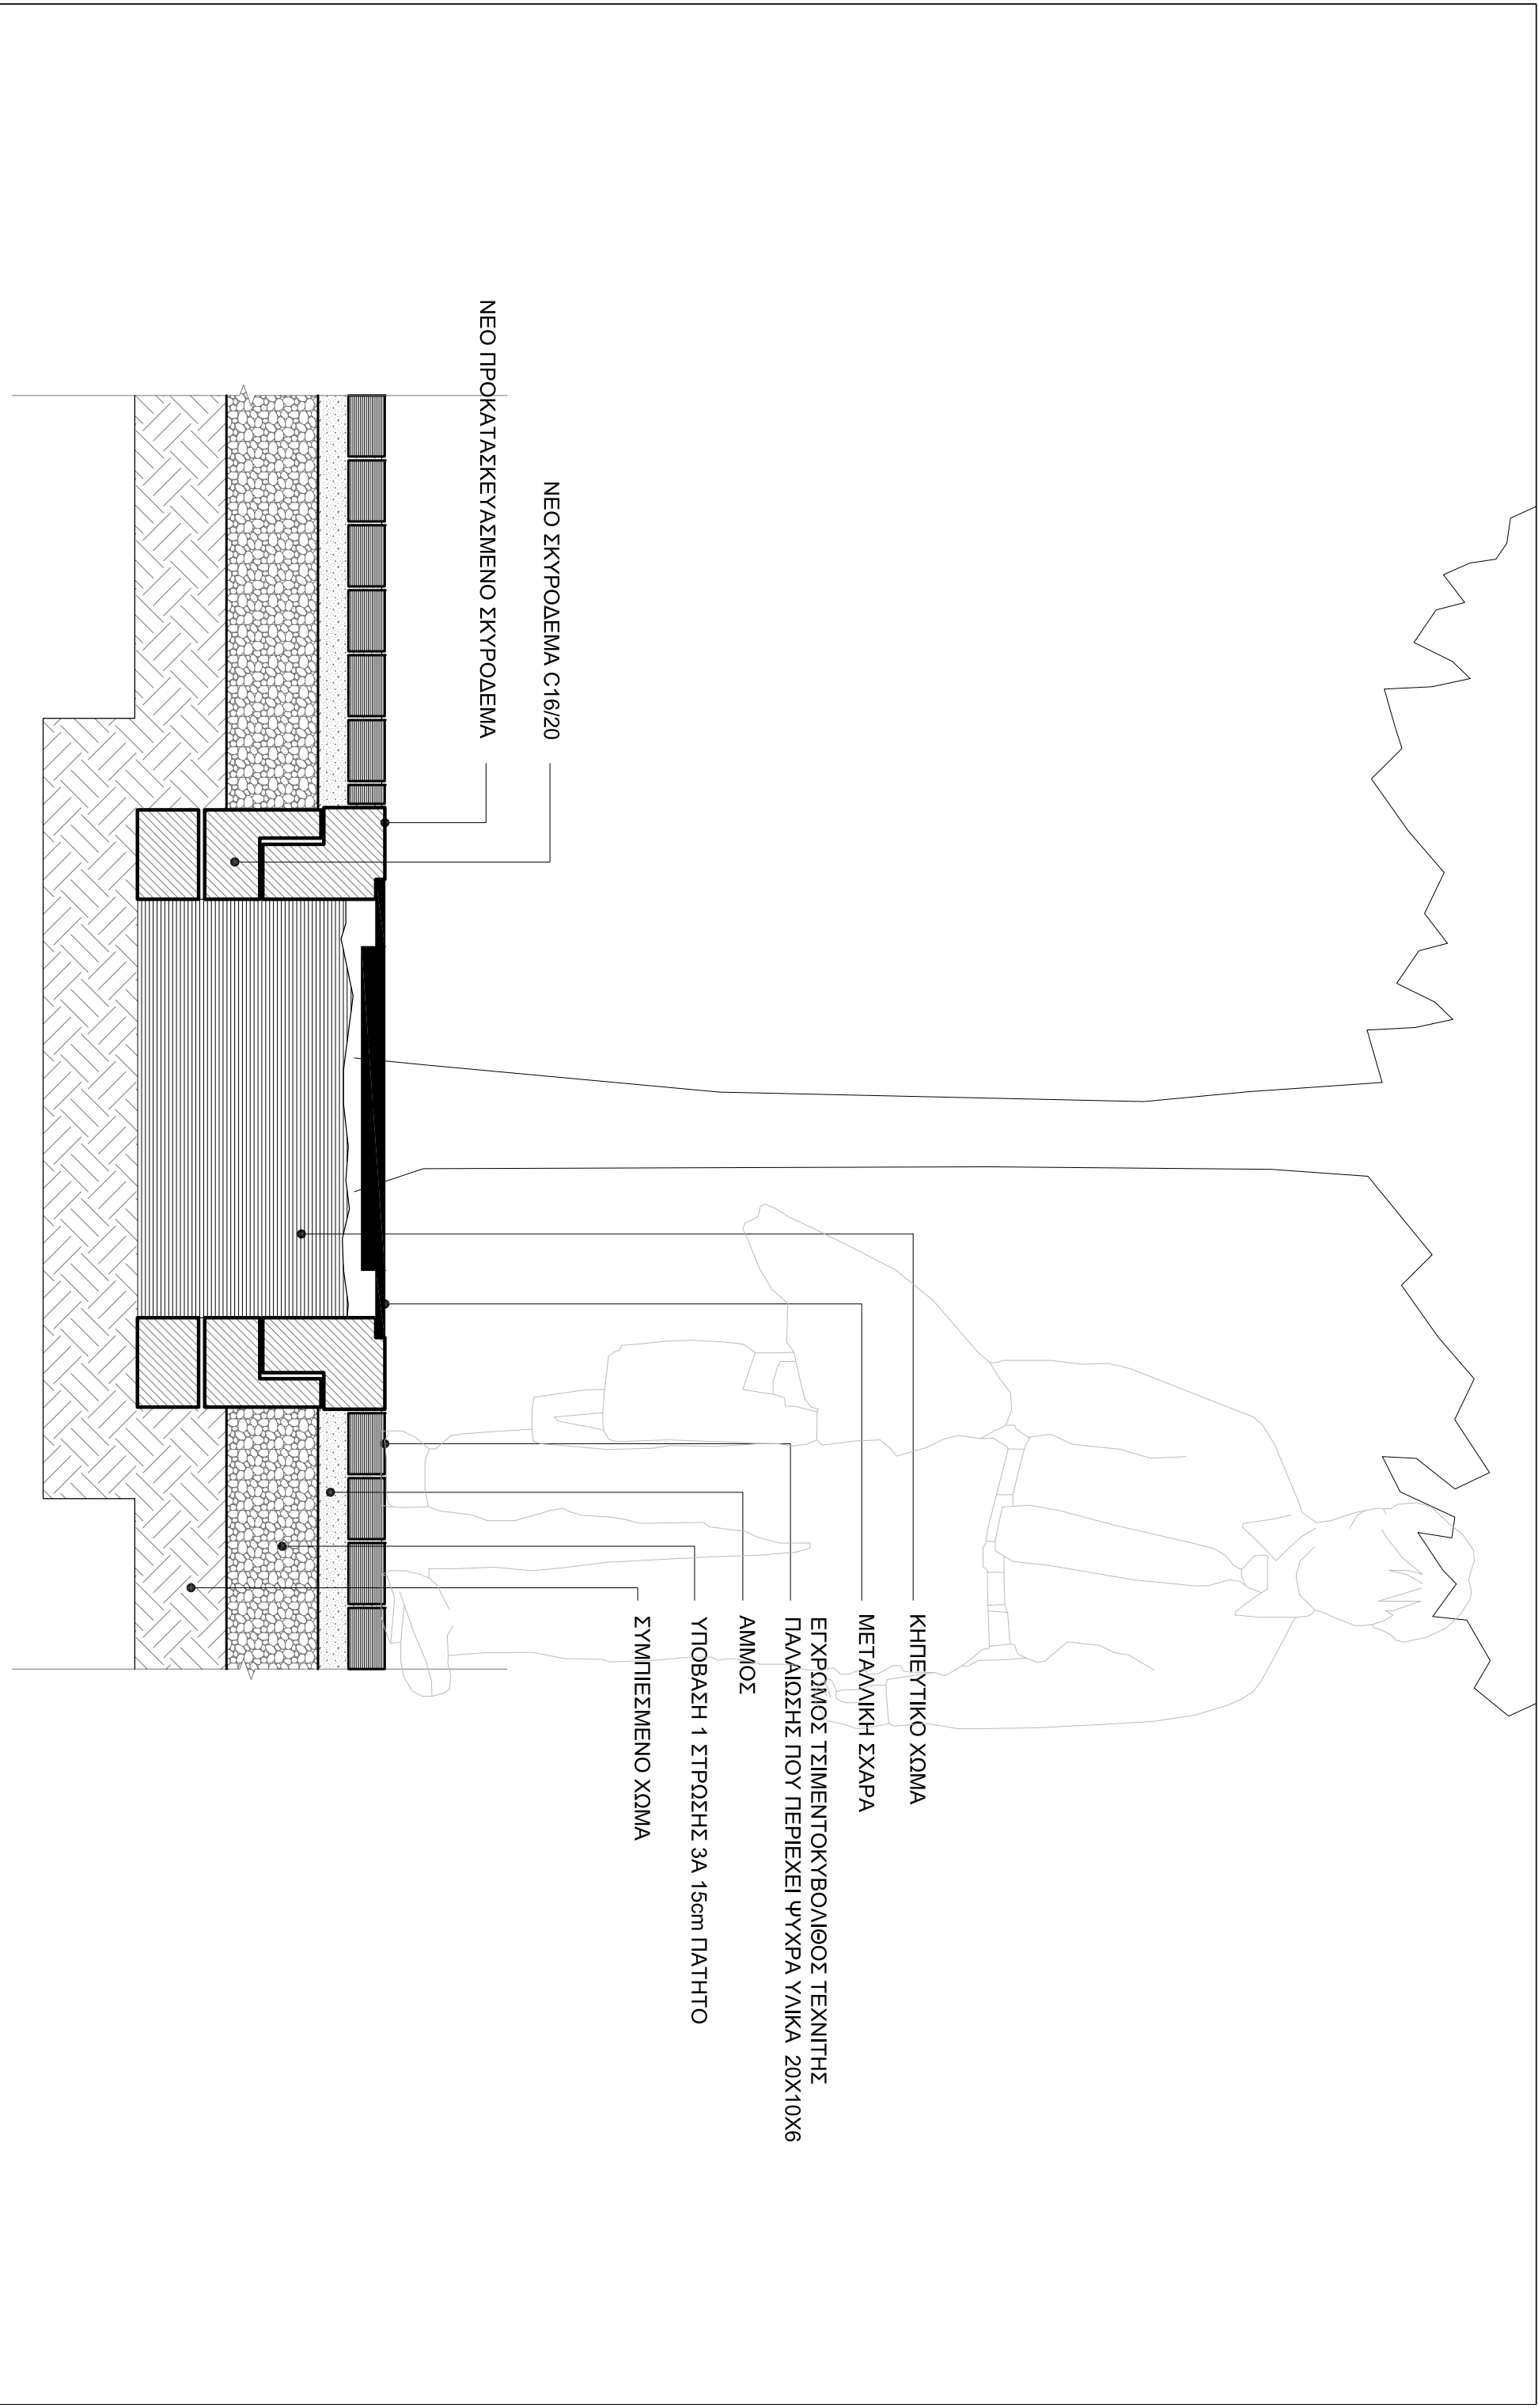 ΝΕΟ ΣΚΥΡΟΔΕΜΑ C16/20
ΝΕΟ ΠΡΟΚΑΤΑΣΚΕΥΑΣΜΕΝΟ ΣΚΥΡΟΔΕΜΑ
ΚΗΠΕΥΤΙΚΟ ΧΩΜΑ
ΜΕΤΑΛΛΙΚΗ ΣΧΑΡΑ
ΕΓΧΡΩΜΟΣ ΤΣΙΜΕΝΤΟΚΥΒΟΛΙΘΟΣ ΤΕΧΝΙΤΗΣ
ΠΑΛΑΙΩΣΗΣ ΠΟΥ ΠΕΡΙΕΧΕΙ ΨΥΧΡΑ ΥΛΙΚΑ 20Χ10Χ6
ΑΜΜΟΣ
ΥΠΟΒΑΣΗ 1 ΣΤΡΩΣΗΣ 3Α 15cm ΠΑΤΗΤΟ
ΣΥΜΠΙΕΣΜΕΝΟ ΧΩΜΑ